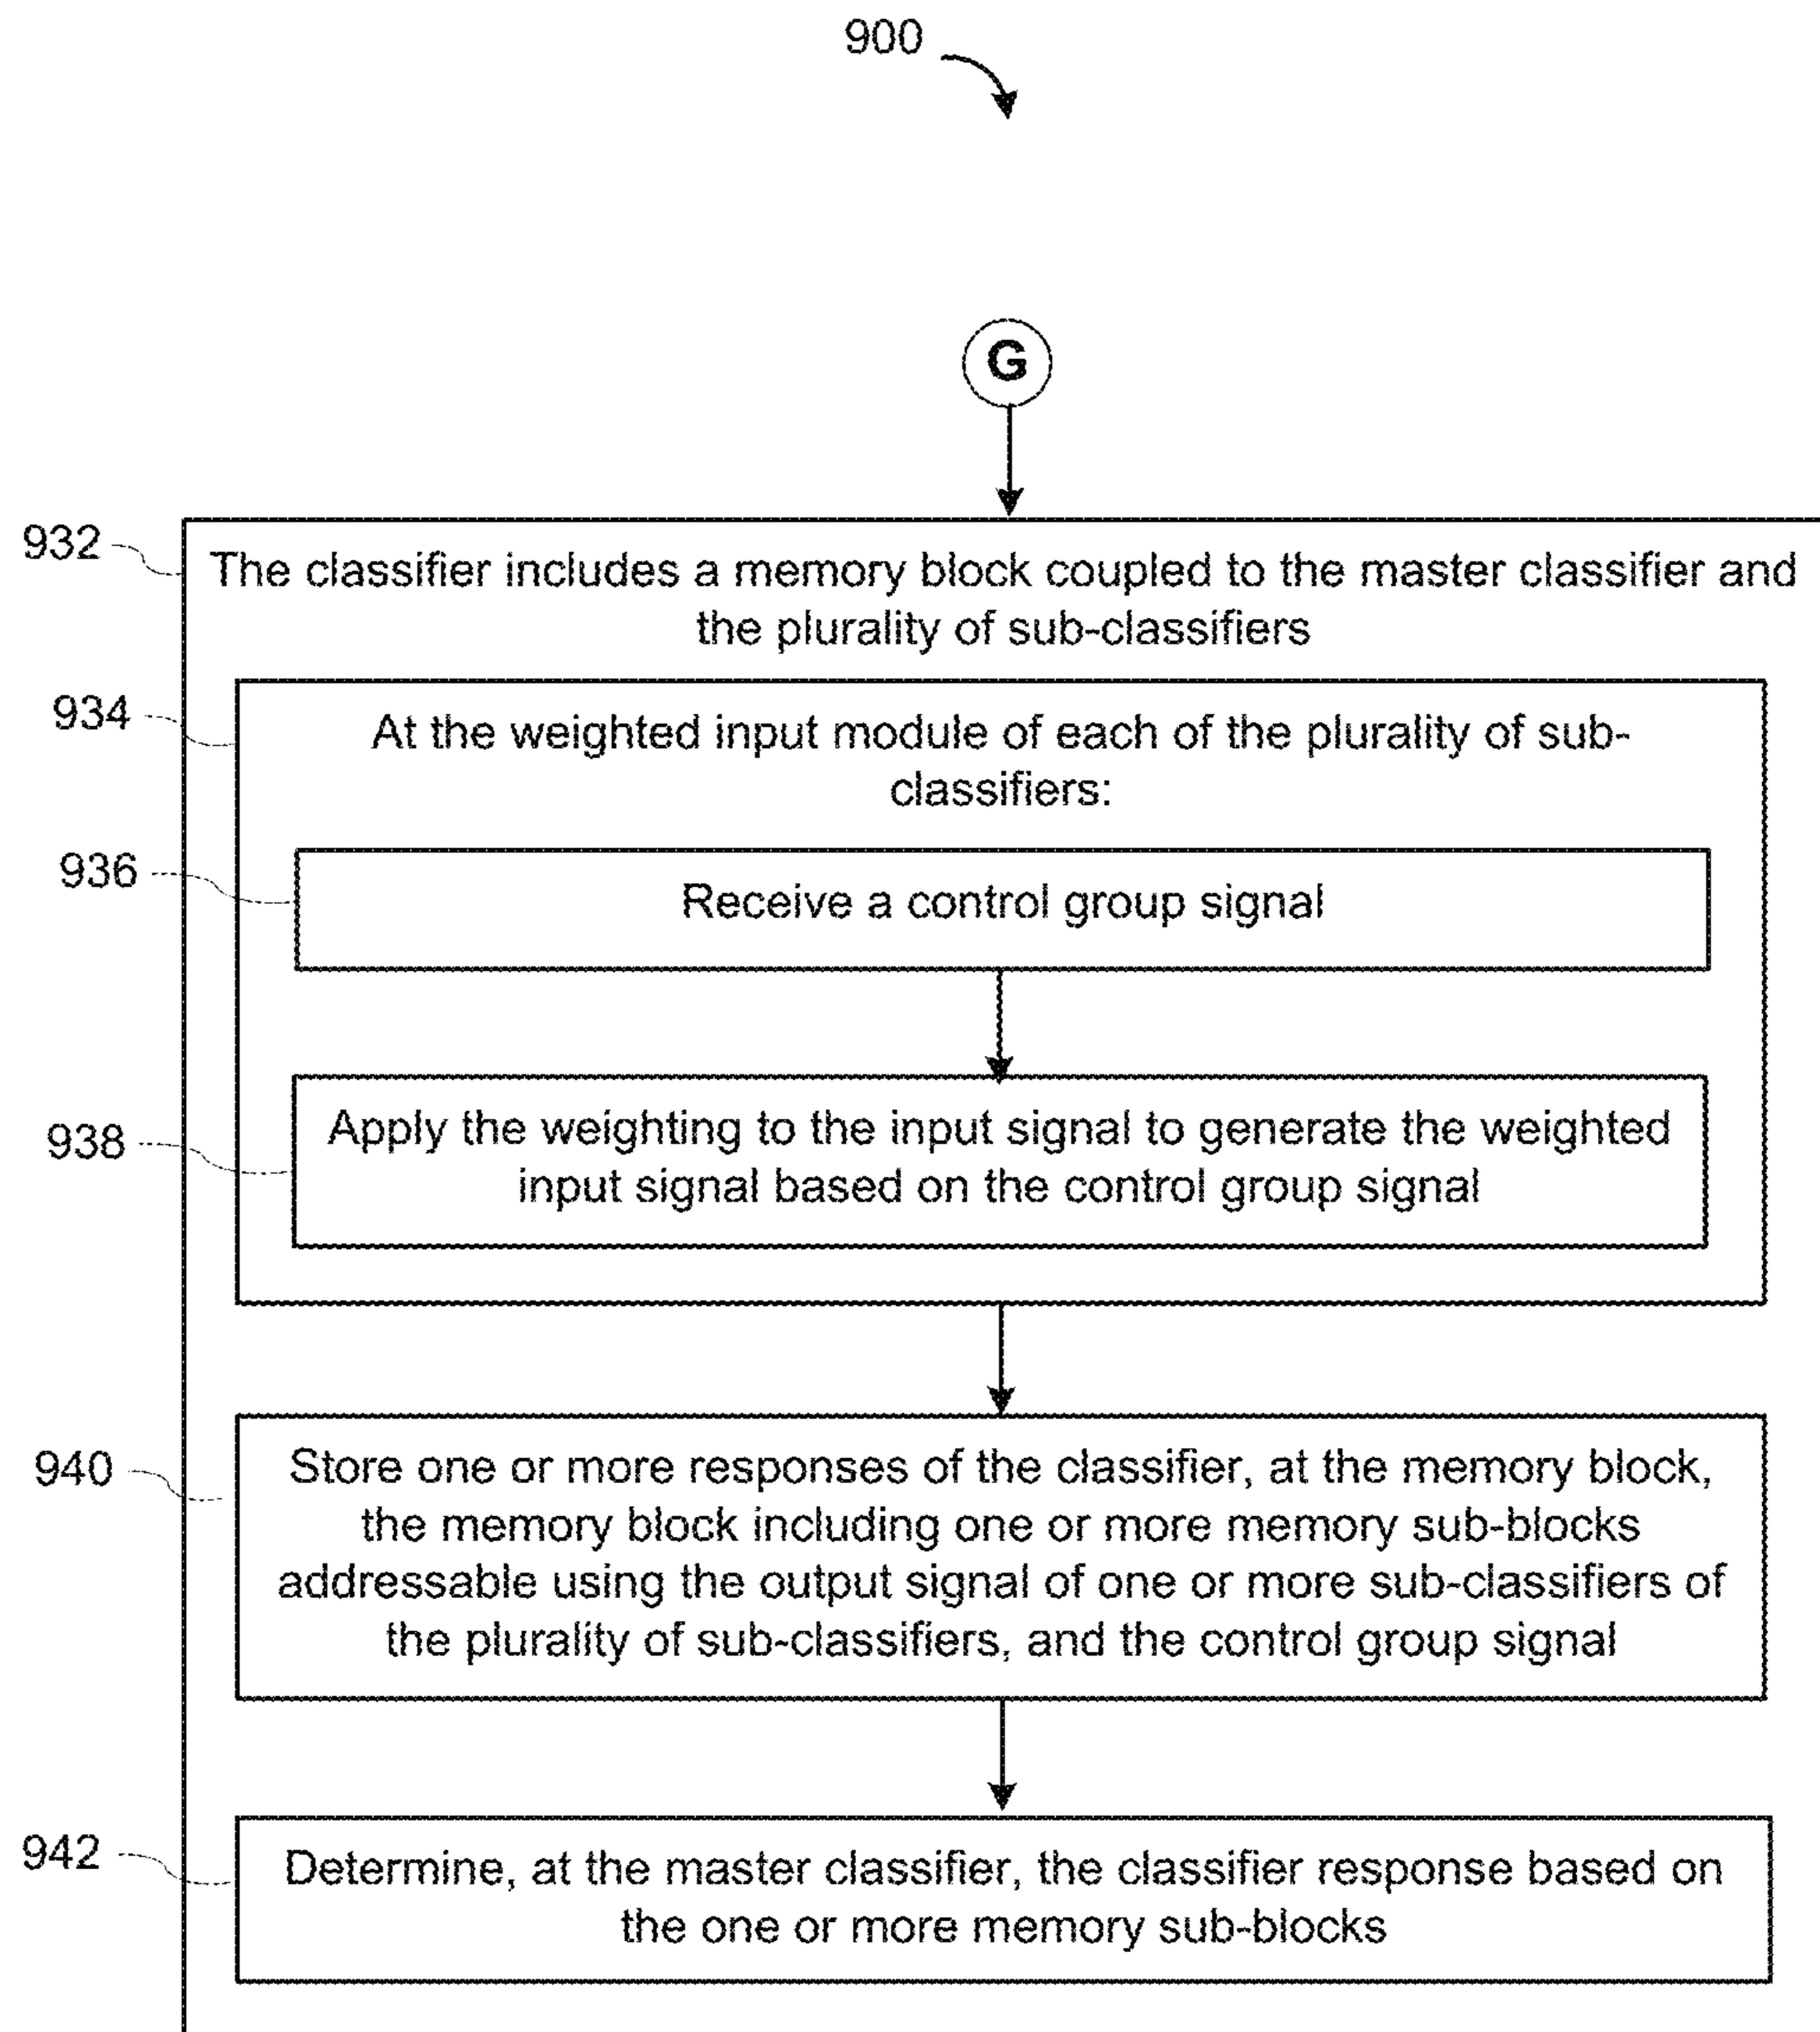 900
G
932
The classifier includes a memory block coupled to the master classifier and
the plurality of sub-classifiers
934
At the weighted input module of each of the plurality of sub-
classifiers:
936
Receive a control group signal
938
Apply the weighting to the input signal to generate the weighted
input signal based on the control group signal
940
Store one or more responses of the classifier, at the memory block,
the memory block including one or more memory sub-blocks
addressable using the output signal of one or more sub-classifiers of
the plurality of sub-classifiers, and the control group signal
942
Determine, at the master classifier, the classifier response based on
the one or more memory sub-blocks